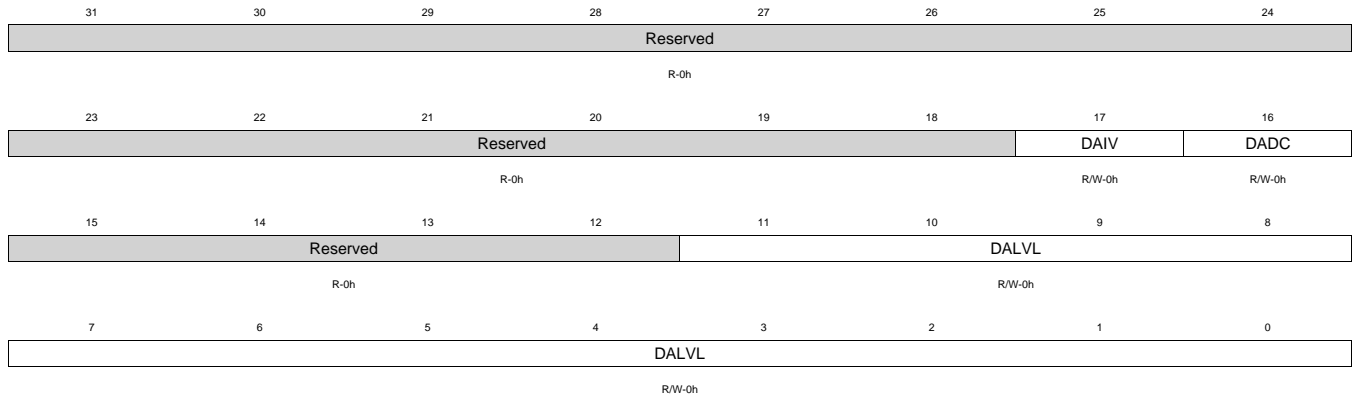 31 30 29 28 27 26 25 24
Reserved
R-0h
23 22 21 20 19 18 17 16
Reserved DAIV DADC
R-0h R/W-0h R/W-0h
15 14 13 12 11 10 9 8
Reserved DALVL
R-0h R/W-0h
7 6 5 4 3 2 1 0
DALVL
R/W-0h